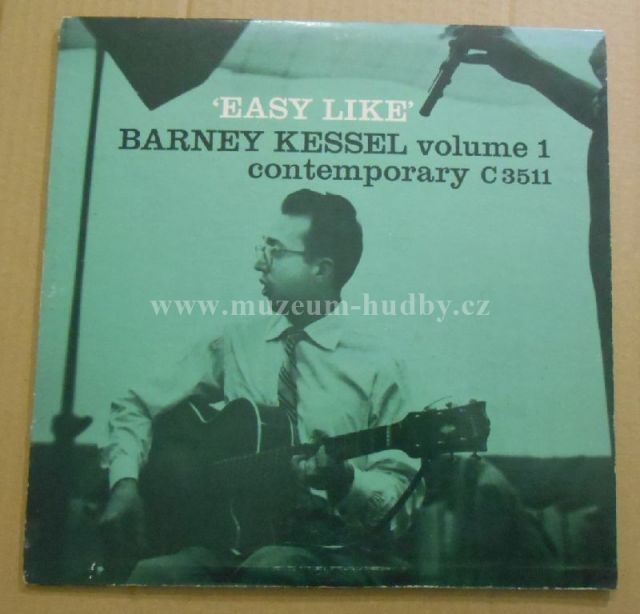 ‘EASY LIKE’
BARNEY KESSEL volume 1
contemporary C 3511
www.muzeum-hudby.cz